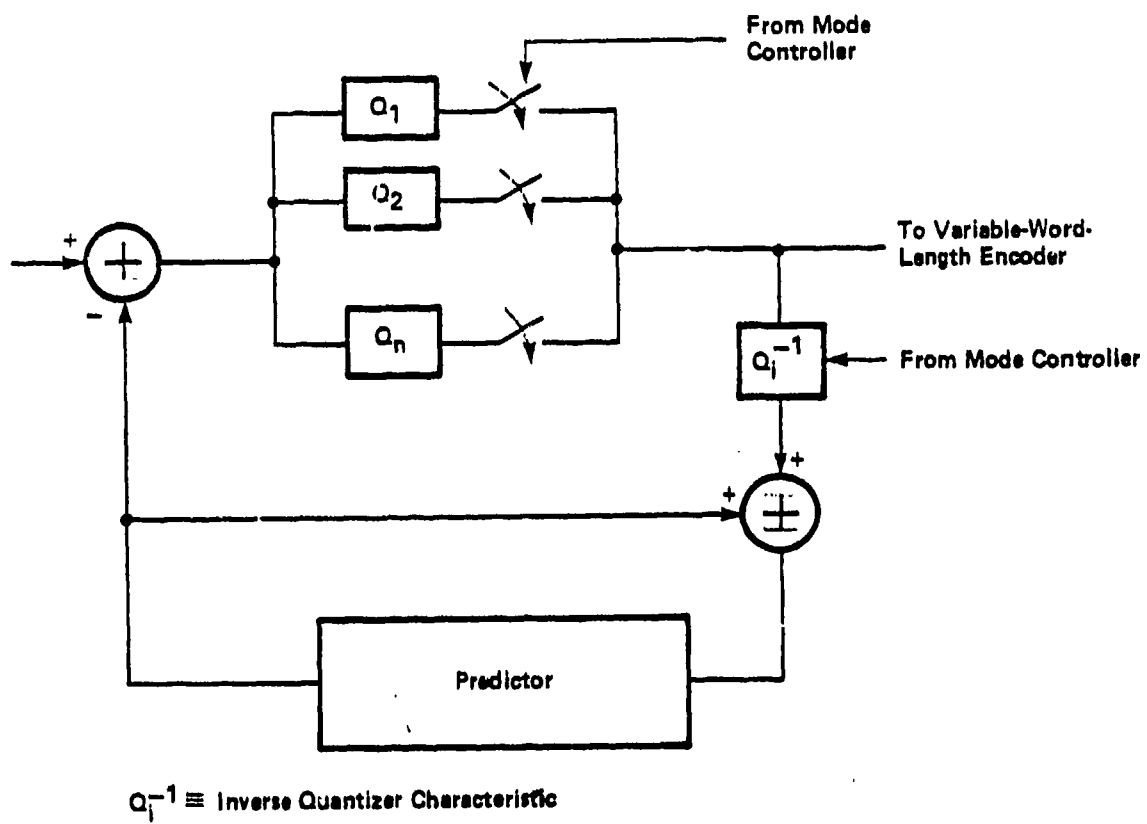 From Mode
Controller
Q1
Q2
+
+
-
To Variable-Word-
Length Encoder
Qn
Qi^-1
From Mode Controller
+
+
+
Predictor
Qi^-1 ≡ Inverse Quantizer Characteristic